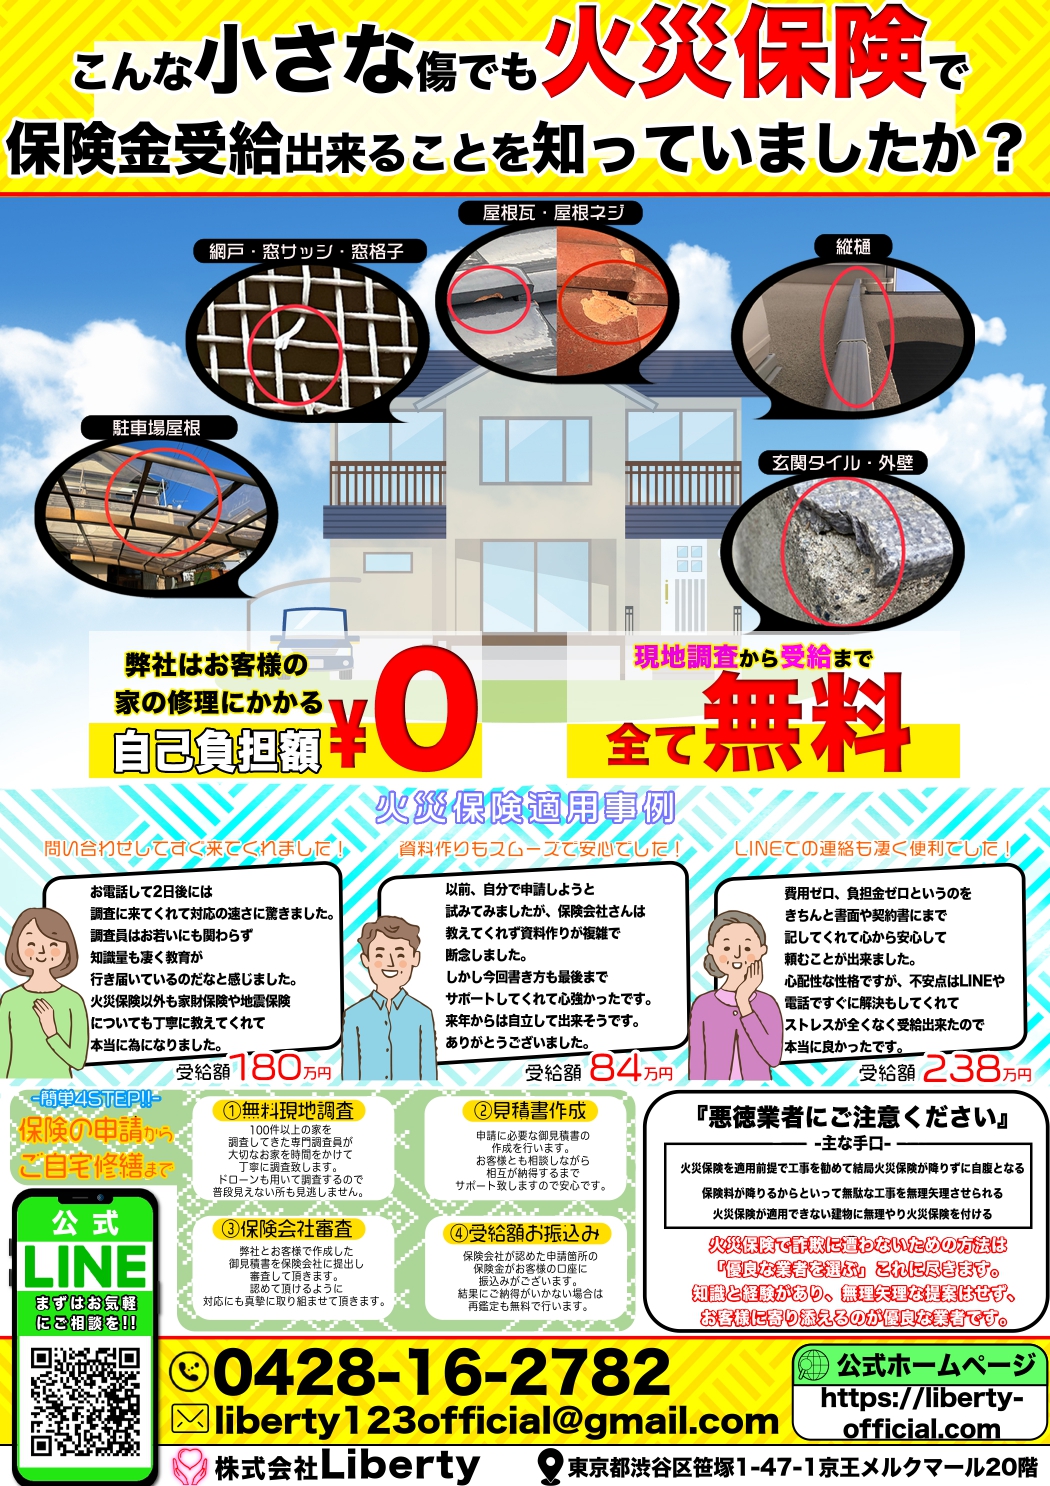 こんな小さな傷でも火災保険で
保険金受給出来ることを知っていましたか？
屋根瓦・屋根ネジ
網戸・窓サッシ・窓格子
縦樋
駐車場屋根
玄関タイル・外壁
弊社はお客様の
家の修理にかかる
自己負担額¥0
現地調査から受給まで
全て無料
火災保険適用事例
問い合わせしてすぐ来てくれました！
お電話して2日後には
調査に来てくれて対応の速さに驚きました。
調査員はお若いにも関わらず
知識量も凄く教育が
行き届いているのだなと感じました。
火災保険以外も家財保険や地震保険
についても丁寧に教えてくれて
本当に為になりました。
受給額180万円
資料作りもスムーズで安心でした！
以前、自分で申請しようと
試みてみましたが、保険会社さんは
教えてくれず資料作りが複雑で
断念しました。
しかし今回書き方も最後まで
サポートしてくれて心強かったです。
来年からは自立して出来そうです。
ありがとうございました。
受給額84万円
LINEでの連絡も凄く便利でした！
費用ゼロ、負担金ゼロというのを
きちんと書面や契約書にまで
記してくれて心から安心して
頼むことが出来ました。
心配性な性格ですが、不安点はLINEや
電話ですぐに解決もしてくれて
ストレスが全くなく受給出来たので
本当に良かったです。
受給額238万円
-簡単4STEP!!-
保険の申請から
ご自宅修繕まで
①無料現地調査
100件以上の家を
調査してきた専門調査員が
大切なお家を時間をかけて
丁寧に調査致します。
ドローンも用いて調査するので
普段見えない所も見逃しません。
②見積書作成
申請に必要な御見積書の
作成を行います。
お客様とも相談しながら
相互が納得するまで
サポート致しますので安心です。
③保険会社審査
弊社とお客様で作成した
御見積書を保険会社に提出し
審査して頂きます。
認めて頂けるように
対応にも真摯に取り組ませて頂きます。
④受給額お振込み
保険会社が認めた申請箇所の
保険金がお客様の口座に
振込みがございます。
結果にご納得がいかない場合は
再鑑定も無料で行います。
『悪徳業者にご注意ください』
-主な手口-
火災保険を適用前提で工事を勧めて結局火災保険が降りずに自腹となる
保険料が降りるからといって無駄な工事を無理矢理させられる
火災保険が適用できない建物に無理やり火災保険を付ける
火災保険で詐欺に遭わないための方法は
「優良な業者を選ぶ」これに尽きます。
知識と経験があり、無理矢理な提案はせず、
お客様に寄り添えるのが優良な業者です。
公式
LINE
まずはお気軽
にご相談を!!
0428-16-2782
liberty123official@gmail.com
公式ホームページ
https://liberty-
official.com
株式会社Liberty
東京都渋谷区笹塚1-47-1京王メルクマール20階